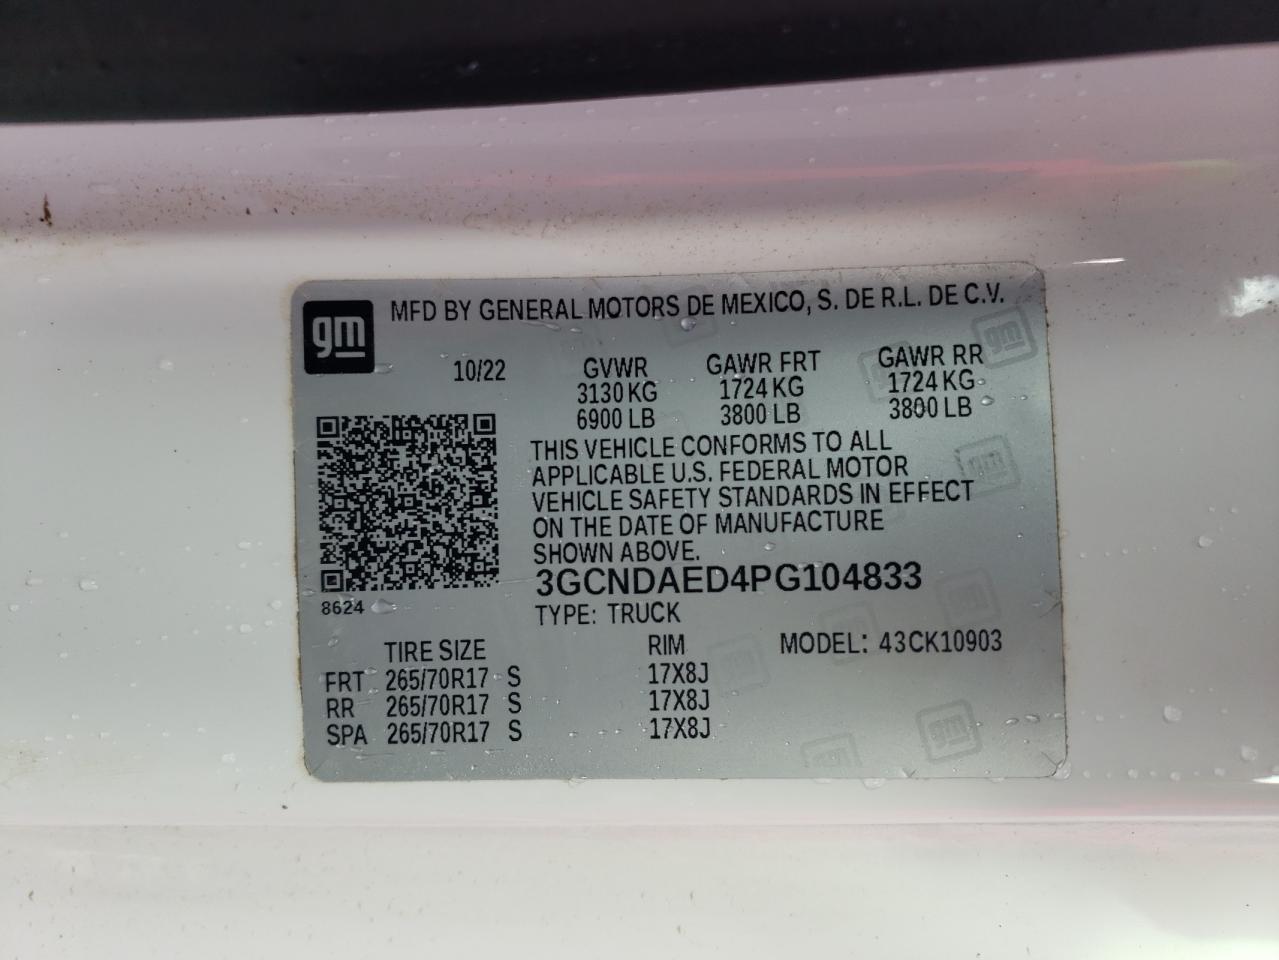 gm MFD BY GENERAL MOTORS DE MEXICO, S. DE R.L. DE C.V.
10/22 GVWR GAWR FRT GAWR RR
3130 KG 1724 KG 1724 KG
6900 LB 3800 LB 3800 LB
THIS VEHICLE CONFORMS TO ALL
APPLICABLE U.S. FEDERAL MOTOR
VEHICLE SAFETY STANDARDS IN EFFECT
ON THE DATE OF MANUFACTURE
SHOWN ABOVE.
3GCNDAED4PG104833
8624
TYPE: TRUCK
TIRE SIZE RIM MODEL: 43CK10903
FRT 265/70R17 S 17X8J
RR 265/70R17 S 17X8J
SPA 265/70R17 S 17X8J